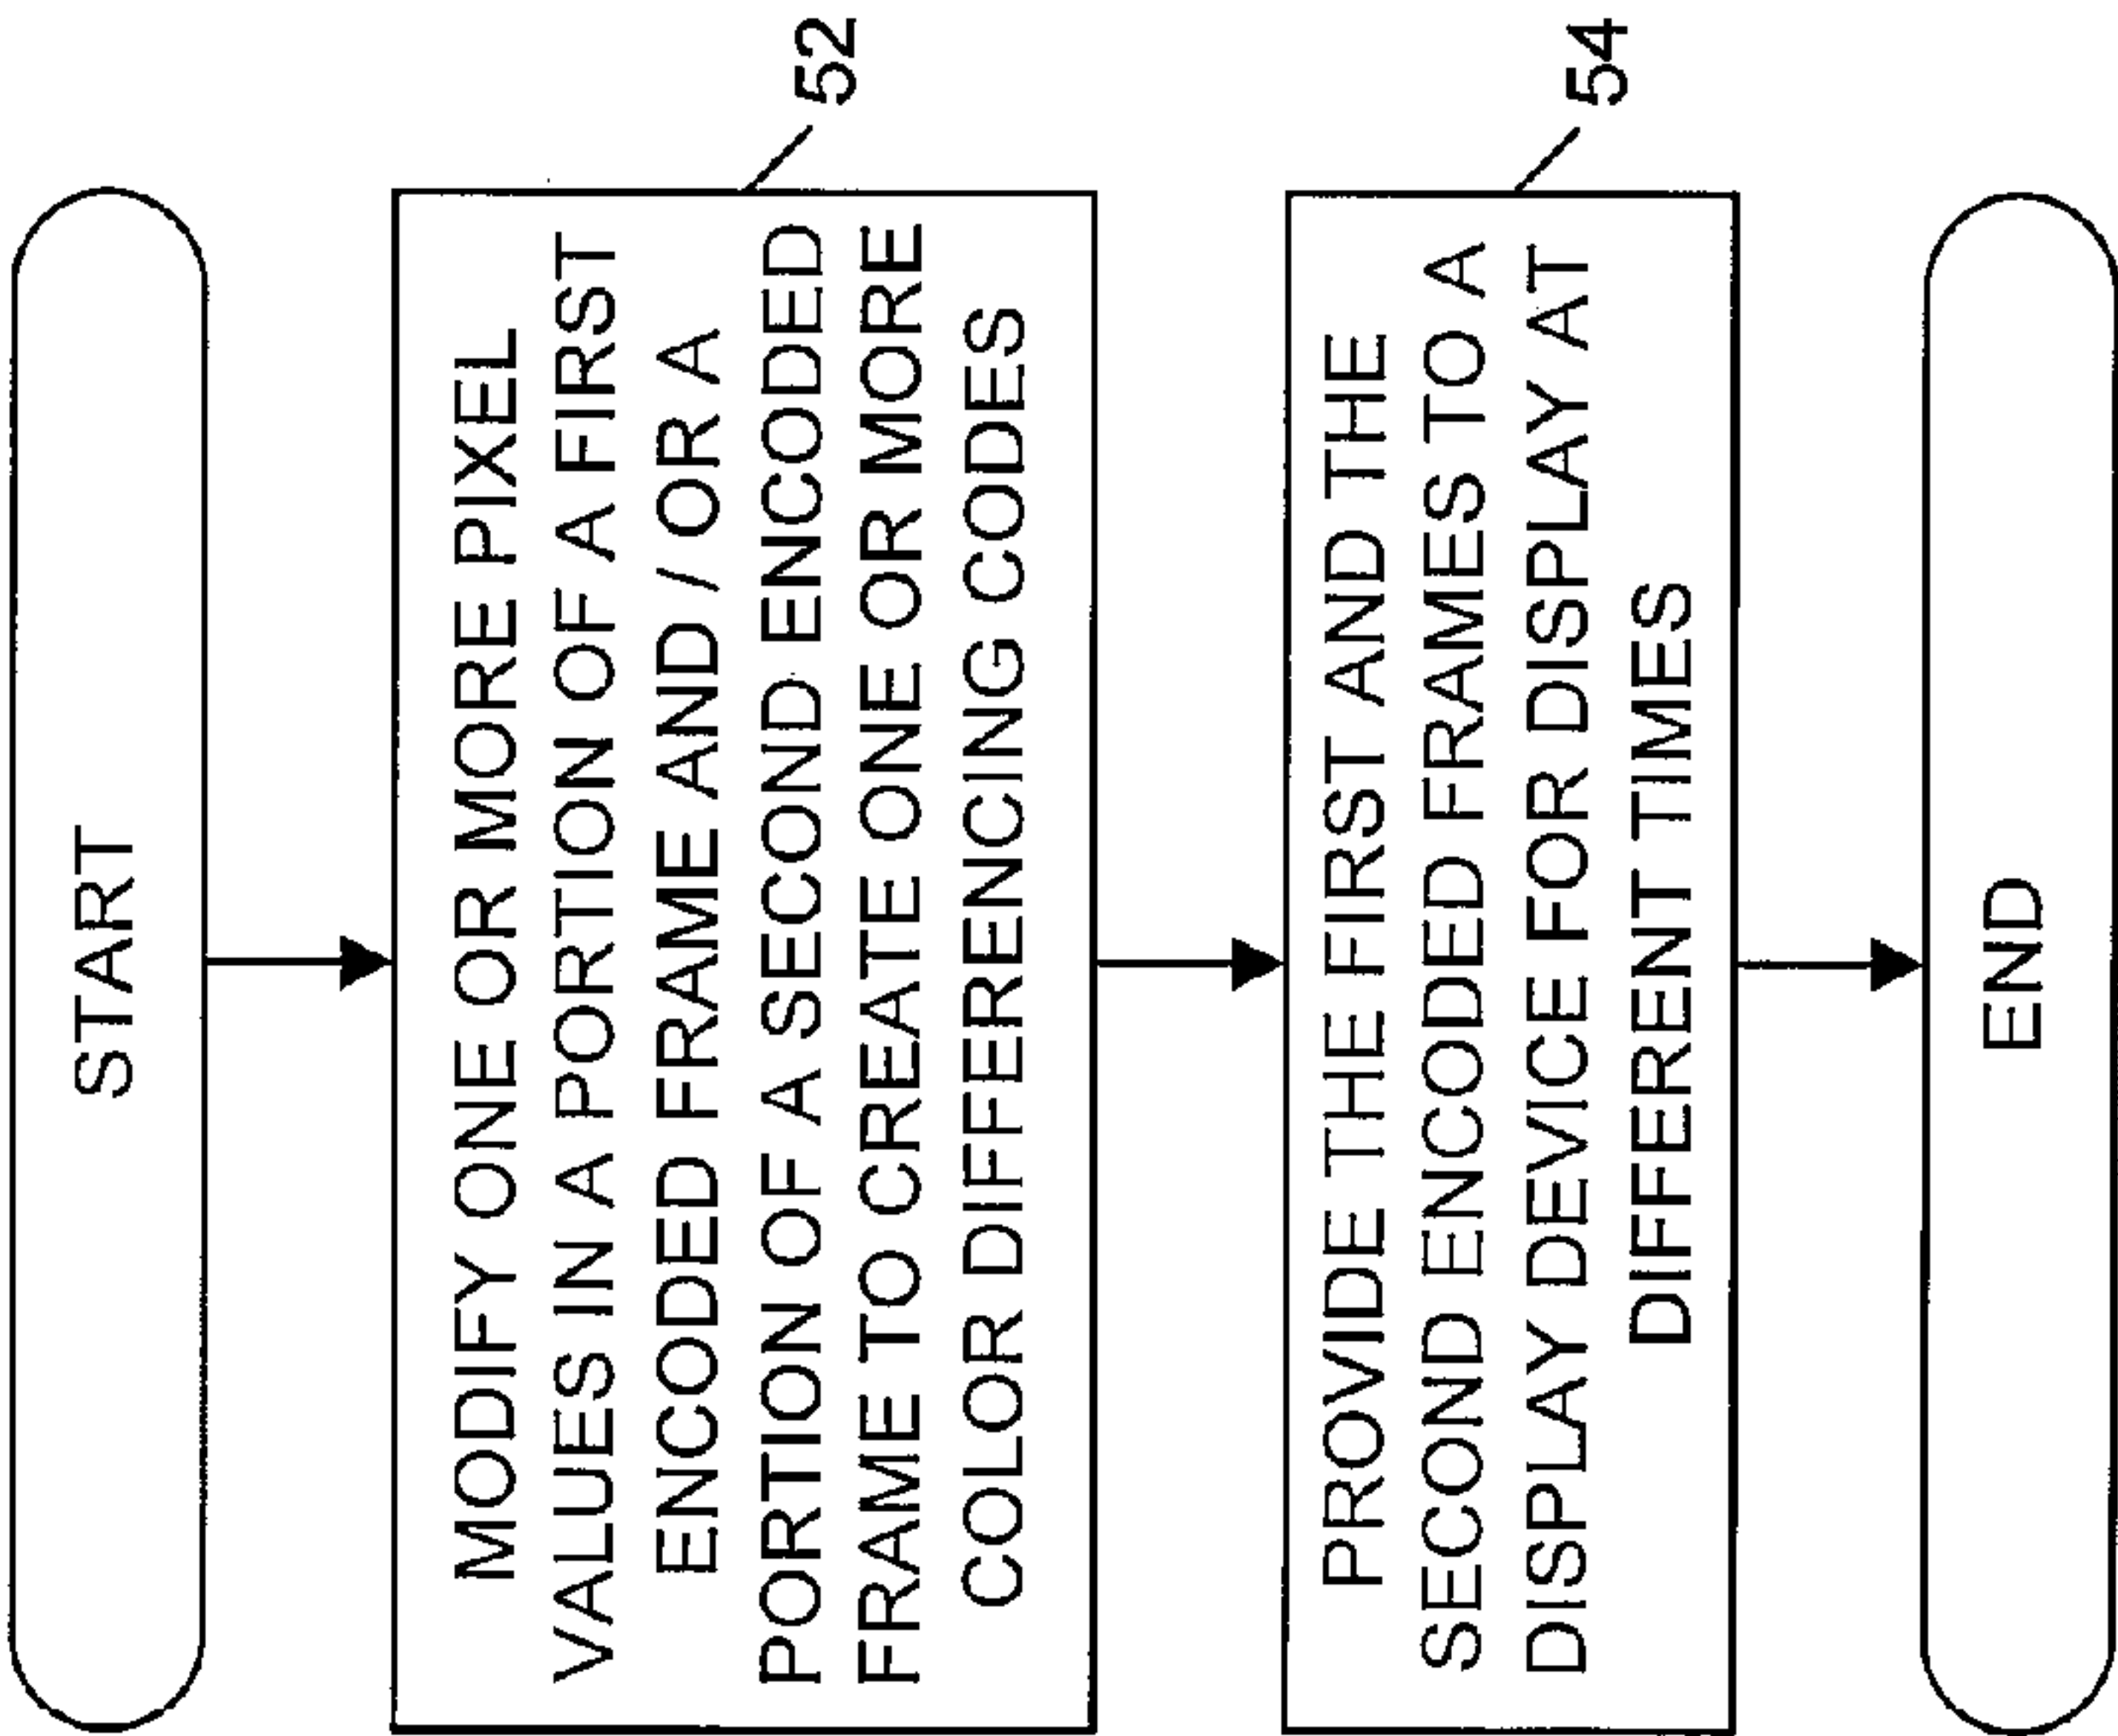 START
MODIFY ONE OR MORE PIXEL
VALUES IN A PORTION OF A FIRST
ENCODED FRAME AND / OR A
PORTION OF A SECOND ENCODED
FRAME TO CREATE ONE OR MORE
COLOR DIFFERENCING CODES
52
PROVIDE THE FIRST AND THE
SECOND ENCODED FRAMES TO A
DISPLAY DEVICE FOR DISPLAY AT
DIFFERENT TIMES
54
END